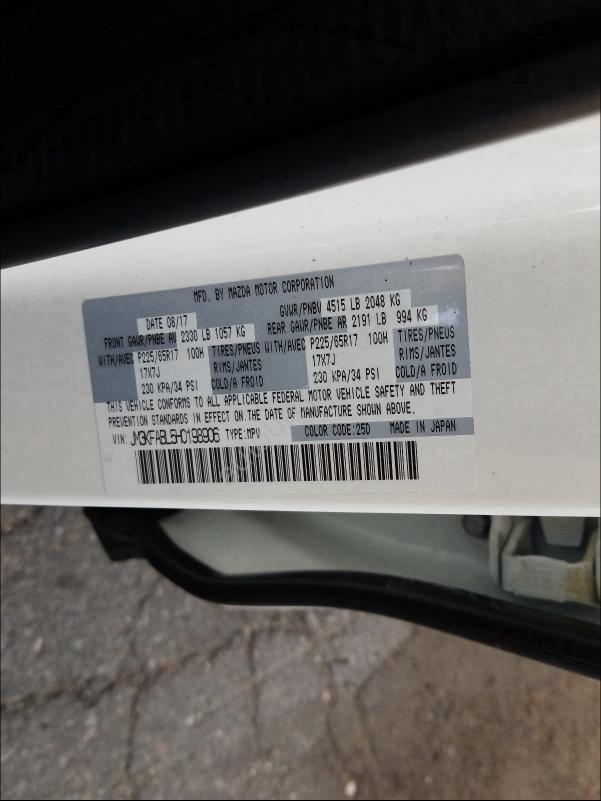 MFD. BY MAZDA MOTOR CORPORATION
DATE 08/17 GVWR/PNBV 4515 LB 2048 KG
FRONT GAWR/PNBE AV 2330 LB 1057 KG REAR GAWR/PNBE AR 2191 LB 994 KG
WITH/AVEC P225/65R17 100H TIRES/PNEUS WITH/AVEC P225/65R17 100H TIRES/PNEUS
17X7J RIMS/JANTES 17X7J RIMS/JANTES
230 KPA/34 PSI COLD/A FROID 230 KPA/34 PSI COLD/A FROID
THIS VEHICLE CONFORMS TO ALL APPLICABLE FEDERAL MOTOR VEHICLE SAFETY AND THEFT
PREVENTION STANDARDS IN EFFECT ON THE DATE OF MANUFACTURE SHOWN ABOVE.
VIN: JM3KFABL5H0198906 TYPE:MPV COLOR CODE:25D MADE IN JAPAN